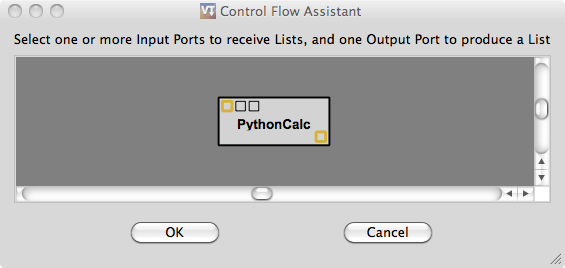 VT Control Flow Assistant
Select one or more Input Ports to receive Lists, and one Output Port to produce a List
PythonCalc
OK Cancel